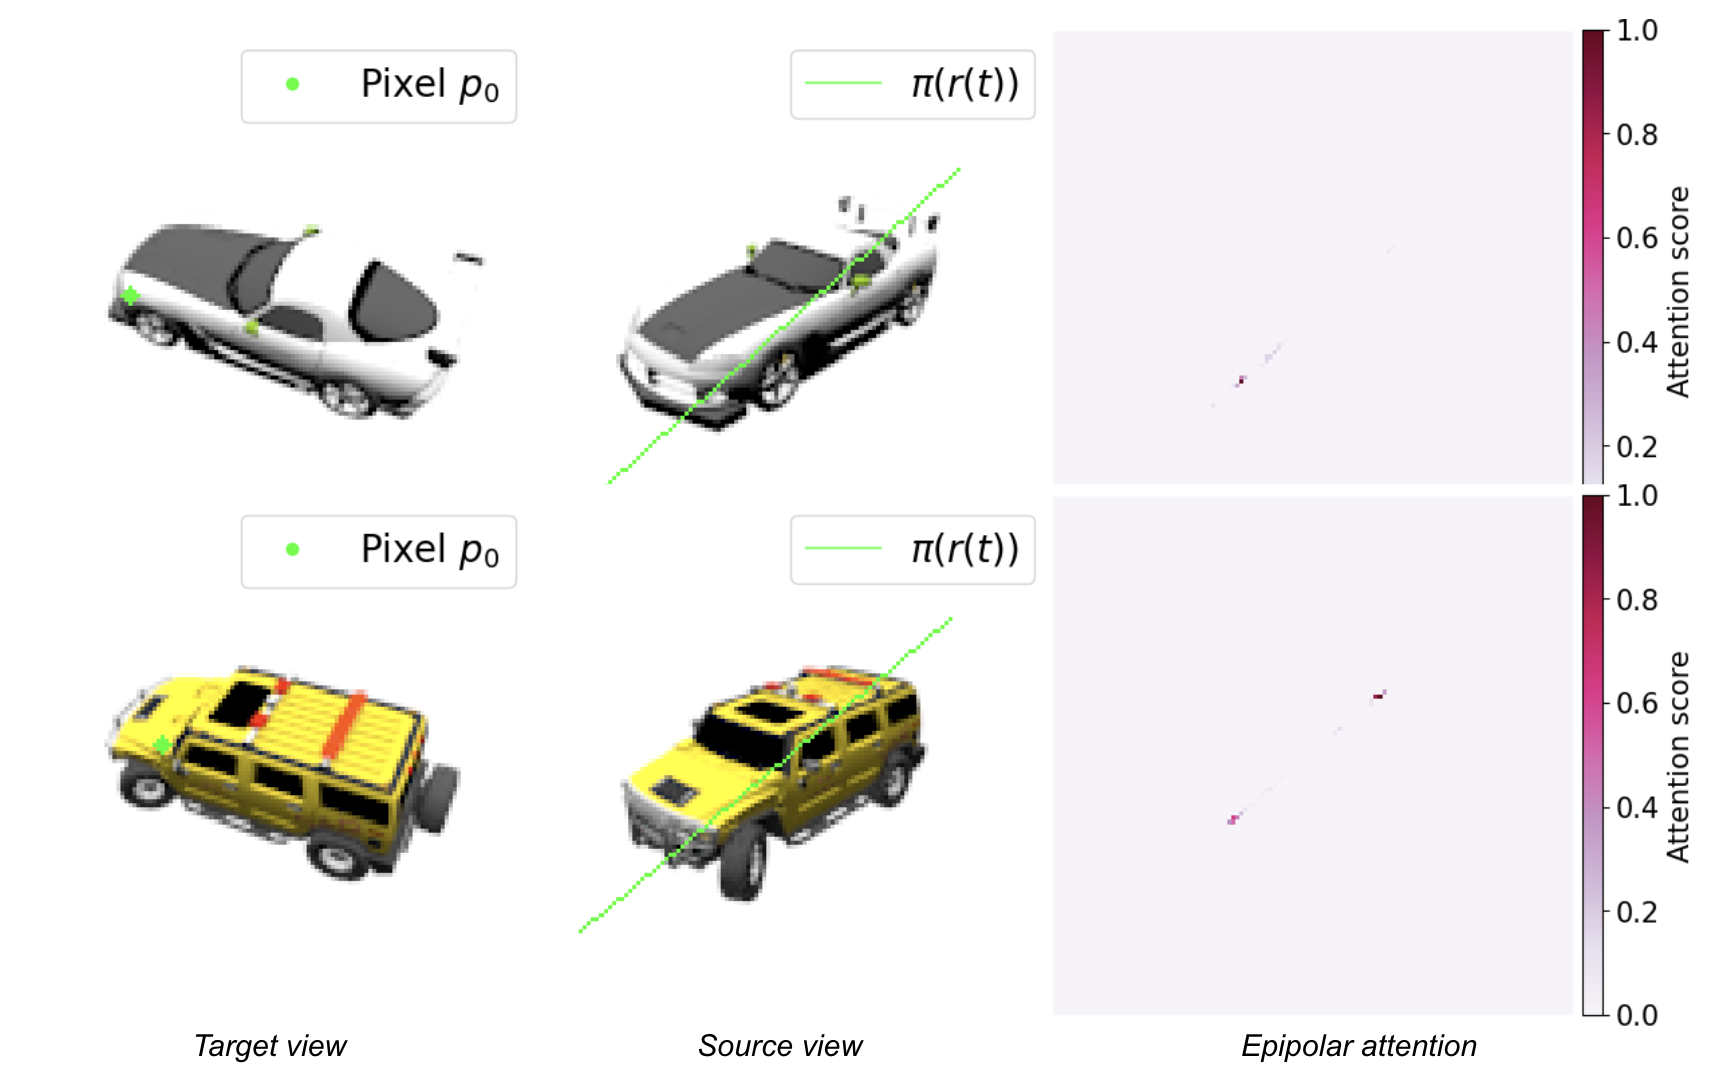 Pixel p₀
π(r(t))
1.0
0.8
0.6
0.4
0.2
Attention score
Pixel p₀
π(r(t))
1.0
0.8
0.6
0.4
0.2
0.0
Attention score
Target view
Source view
Epipolar attention